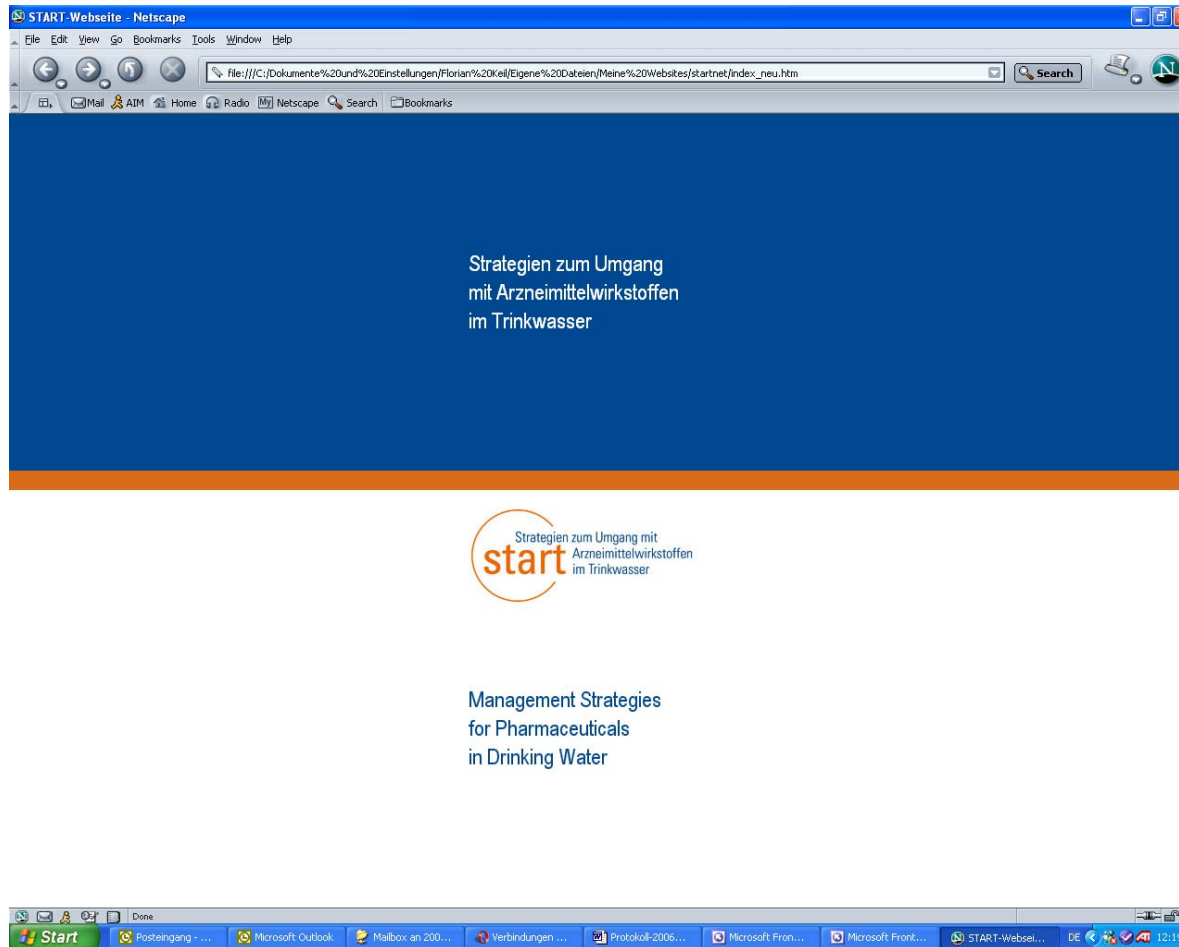 START-Webseite - Netscape
File Edit View Go Bookmarks Tools Window Help
file:///C:/Dokumente%20und%20Einstellungen/Florian%20Keil/Eigene%20Dateien/Meine%20Websites/startnet/index_neu.htm Search
Mail AIM Home Radio My Netscape Search Bookmarks
Strategien zum Umgang
mit Arzneimittelwirkstoffen
im Trinkwasser
start
Strategien zum Umgang mit
Arzneimittelwirkstoffen
im Trinkwasser
Management Strategies
for Pharmaceuticals
in Drinking Water
Done
Start Posteingang - ... Microsoft Outlook Mailbox an 200... Verbindungen ... Protokoll-2006... Microsoft Fron... Microsoft Front... START-Websei... DE